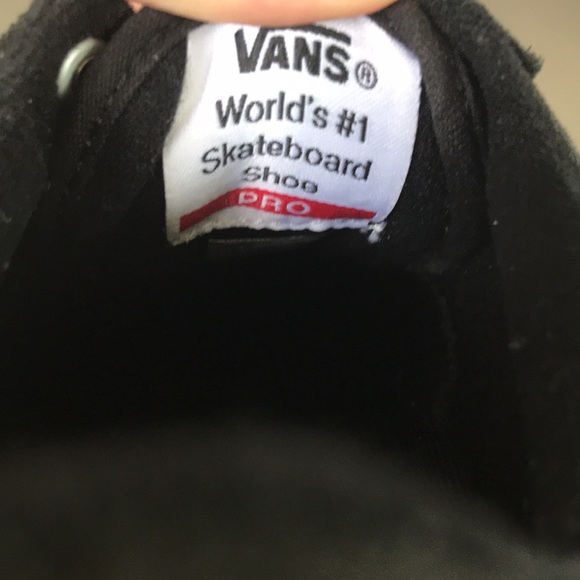 VANS®
World's #1
Skateboard
Shoe
PRO